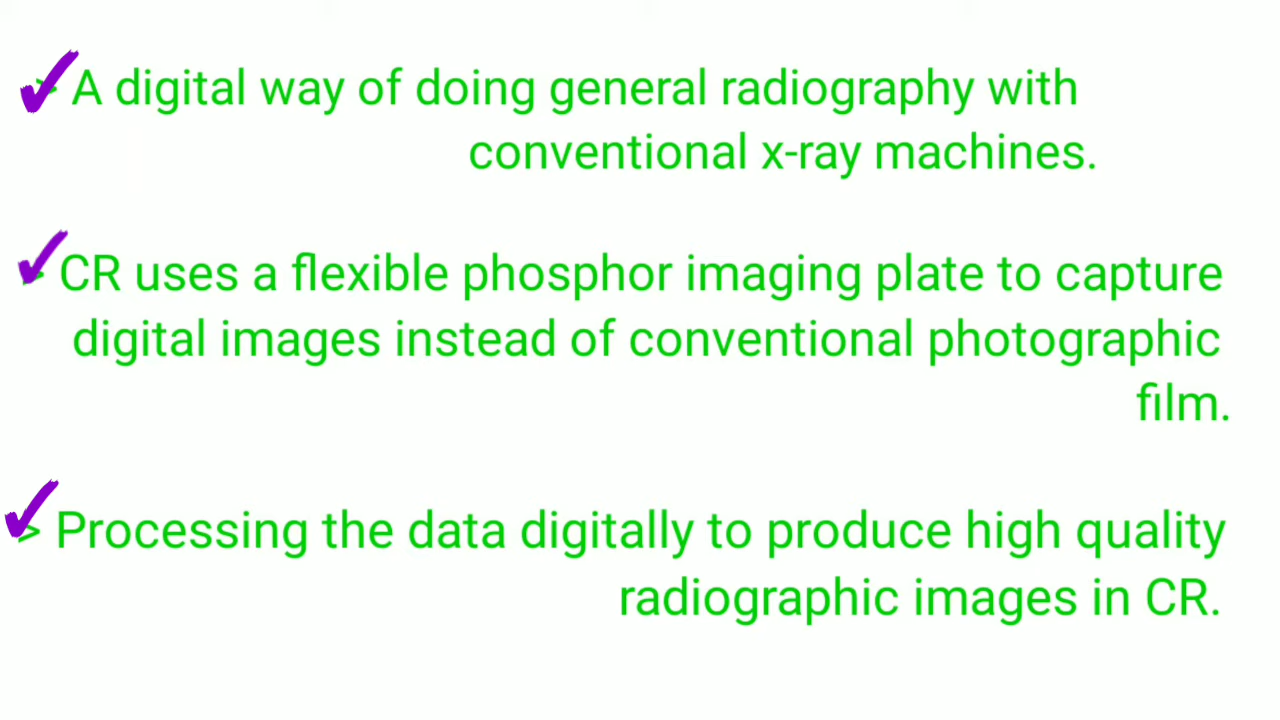 > A digital way of doing general radiography with
conventional x-ray machines.
> CR uses a flexible phosphor imaging plate to capture
digital images instead of conventional photographic
film.
> Processing the data digitally to produce high quality
radiographic images in CR.